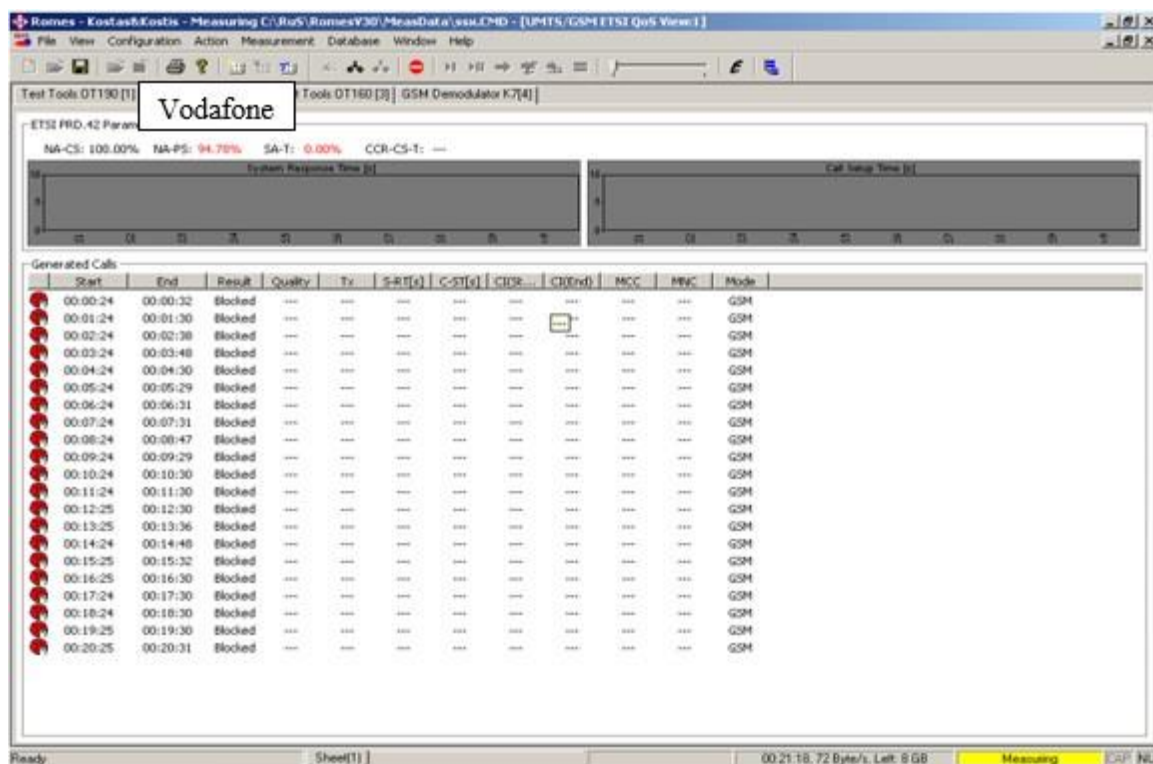 Romes - Kostas&Kostis - Measuring C:\RuS\RomesV30\MeasData\ssu.CMD - [UMTS/GSM ETSI QoS View:1]
File View Configuration Action Measurement Database Window Help
Test Tools OT190 [1] Tools OT160 [3] GSM Demodulator K7[4]
Vodafone
ETSI PRD.42 Param
NA-CS: 100.00% NA-PS: 94.70% SA-T: 0.00% CCR-CS-T: ---
System Response Time [s] Call Setup Time [s]
Generated Calls
Start End Result Quality Tx S-RT[s] C-ST[s] CI(St... CI(End) MCC MNC Mode
00:00:24 00:00:32 Blocked --- --- --- --- --- --- --- --- GSM
00:01:24 00:01:30 Blocked --- --- --- --- --- --- --- --- GSM
00:02:24 00:02:38 Blocked --- --- --- --- --- --- --- --- GSM
00:03:24 00:03:48 Blocked --- --- --- --- --- --- --- --- GSM
00:04:24 00:04:30 Blocked --- --- --- --- --- --- --- --- GSM
00:05:24 00:05:29 Blocked --- --- --- --- --- --- --- --- GSM
00:06:24 00:06:31 Blocked --- --- --- --- --- --- --- --- GSM
00:07:24 00:07:31 Blocked --- --- --- --- --- --- --- --- GSM
00:08:24 00:08:47 Blocked --- --- --- --- --- --- --- --- GSM
00:09:24 00:09:29 Blocked --- --- --- --- --- --- --- --- GSM
00:10:24 00:10:30 Blocked --- --- --- --- --- --- --- --- GSM
00:11:24 00:11:30 Blocked --- --- --- --- --- --- --- --- GSM
00:12:25 00:12:30 Blocked --- --- --- --- --- --- --- --- GSM
00:13:25 00:13:36 Blocked --- --- --- --- --- --- --- --- GSM
00:14:24 00:14:48 Blocked --- --- --- --- --- --- --- --- GSM
00:15:25 00:15:32 Blocked --- --- --- --- --- --- --- --- GSM
00:16:25 00:16:30 Blocked --- --- --- --- --- --- --- --- GSM
00:17:24 00:17:30 Blocked --- --- --- --- --- --- --- --- GSM
00:18:24 00:18:30 Blocked --- --- --- --- --- --- --- --- GSM
00:19:25 00:19:30 Blocked --- --- --- --- --- --- --- --- GSM
00:20:25 00:20:31 Blocked --- --- --- --- --- --- --- --- GSM
Ready Sheet[1] 00:21:18, 72 Byte/s, Left: 8 GB Measuring CAP NU